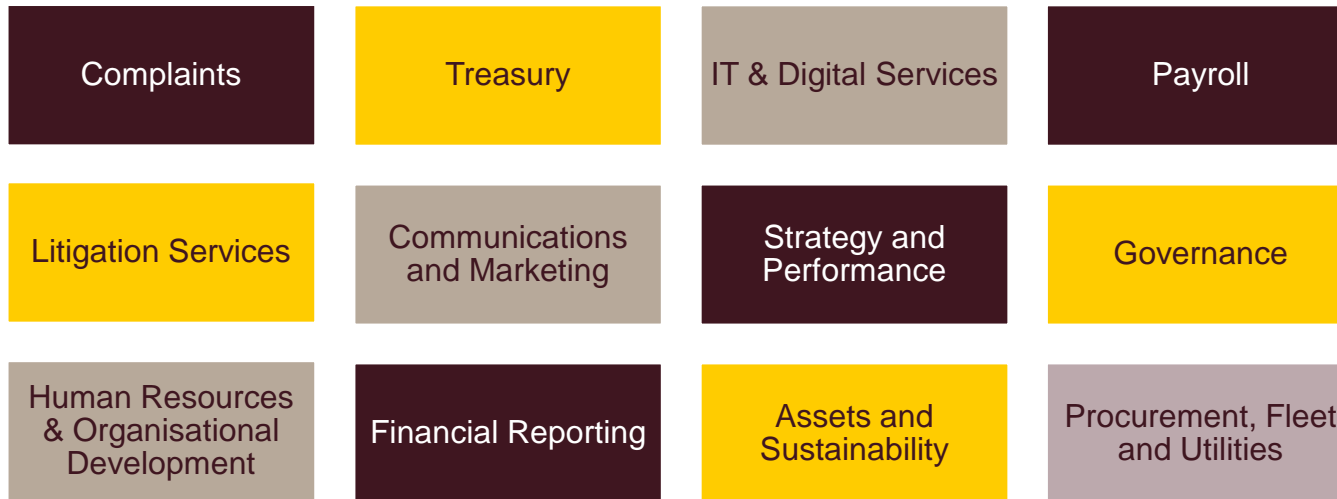 Complaints
Treasury
IT & Digital Services
Payroll
Litigation Services
Communications
and Marketing
Strategy and
Performance
Governance
Human Resources
& Organisational
Development
Financial Reporting
Assets and
Sustainability
Procurement, Fleet
and Utilities